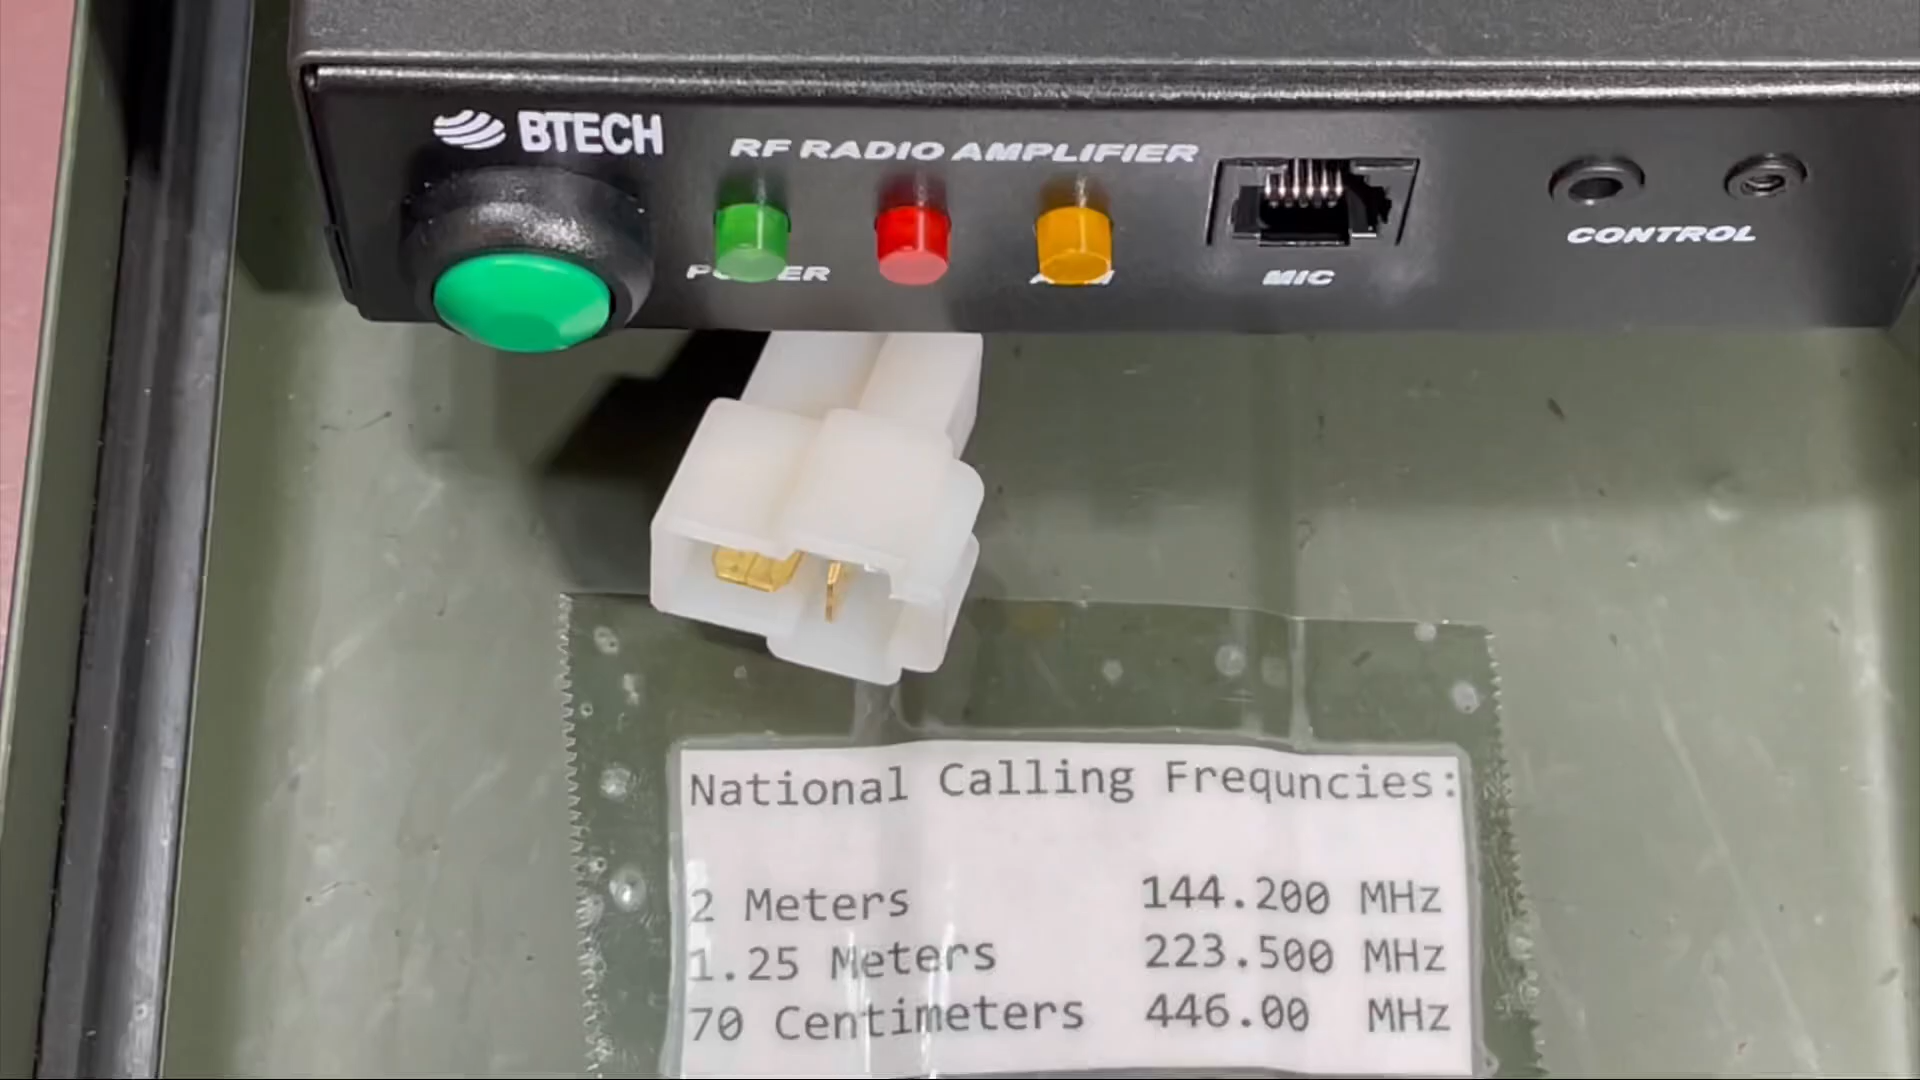 BTECH
RF RADIO AMPLIFIER
MIC
CONTROL
National Calling Frequncies:
2 Meters 144.200 MHz
1.25 Meters 223.500 MHz
70 Centimeters 446.00 MHz